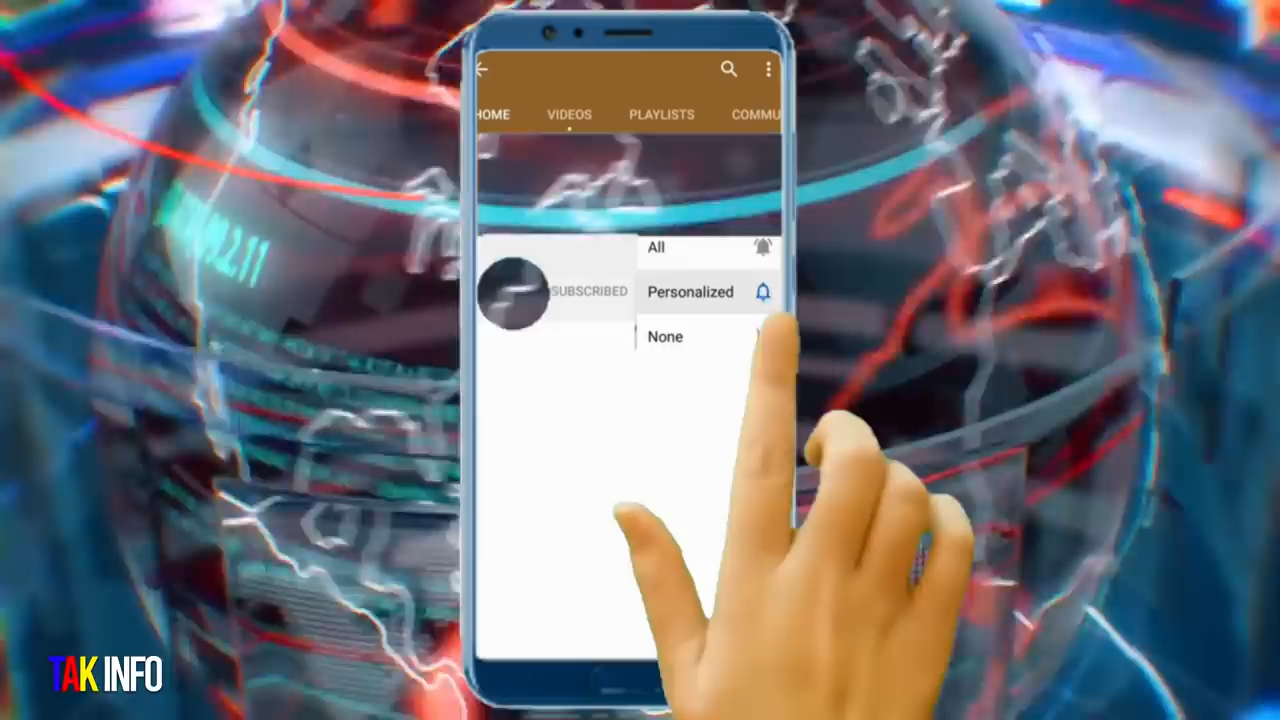 HOME VIDEOS PLAYLISTS COMMU
All
SUBSCRIBED
Personalized
None
TAK INFO